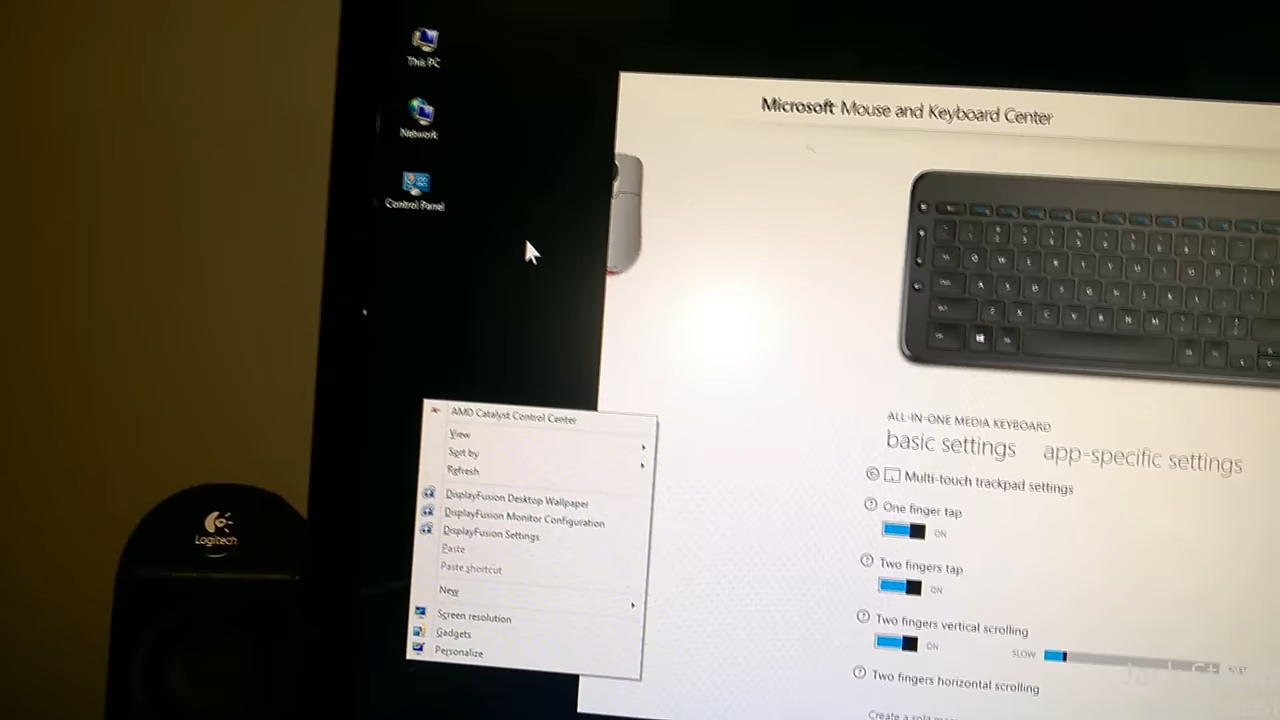 This PC
Network
Control Panel
Microsoft Mouse and Keyboard Center
AMD Catalyst Control Center
View
Sort by
Refresh
DisplayFusion Desktop Wallpaper
DisplayFusion Monitor Configuration
DisplayFusion Settings
Paste
Paste shortcut
New
Screen resolution
Gadgets
Personalize
Logitech
ALL-IN-ONE MEDIA KEYBOARD
basic settings app-specific settings
Multi-touch trackpad settings
One finger tap
ON
Two fingers tap
ON
Two fingers vertical scrolling
ON SLOW
Two fingers horizontal scrolling